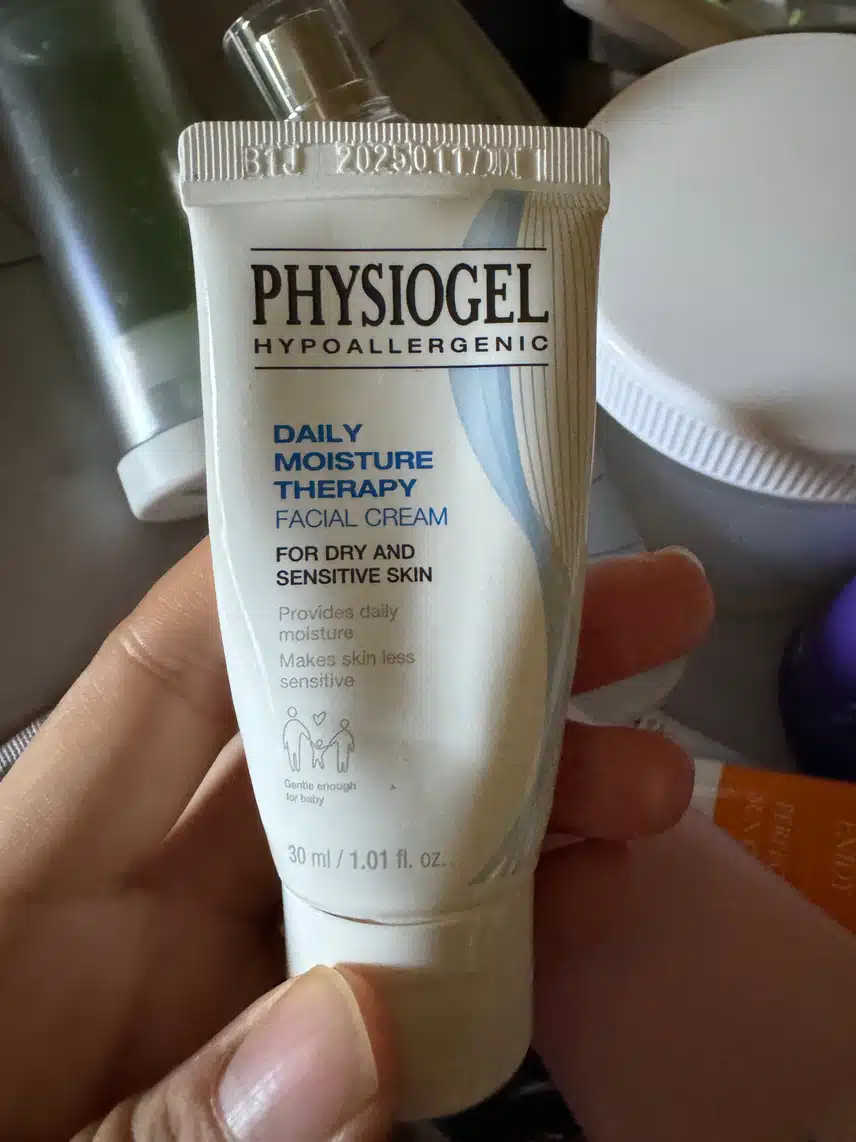 B1J 20250117
PHYSIOGEL
HYPOALLERGENIC
DAILY
MOISTURE
THERAPY
FACIAL CREAM
FOR DRY AND
SENSITIVE SKIN
Provides daily
moisture
Makes skin less
sensitive
Gentle enough
for baby
30 ml / 1.01 fl. oz.